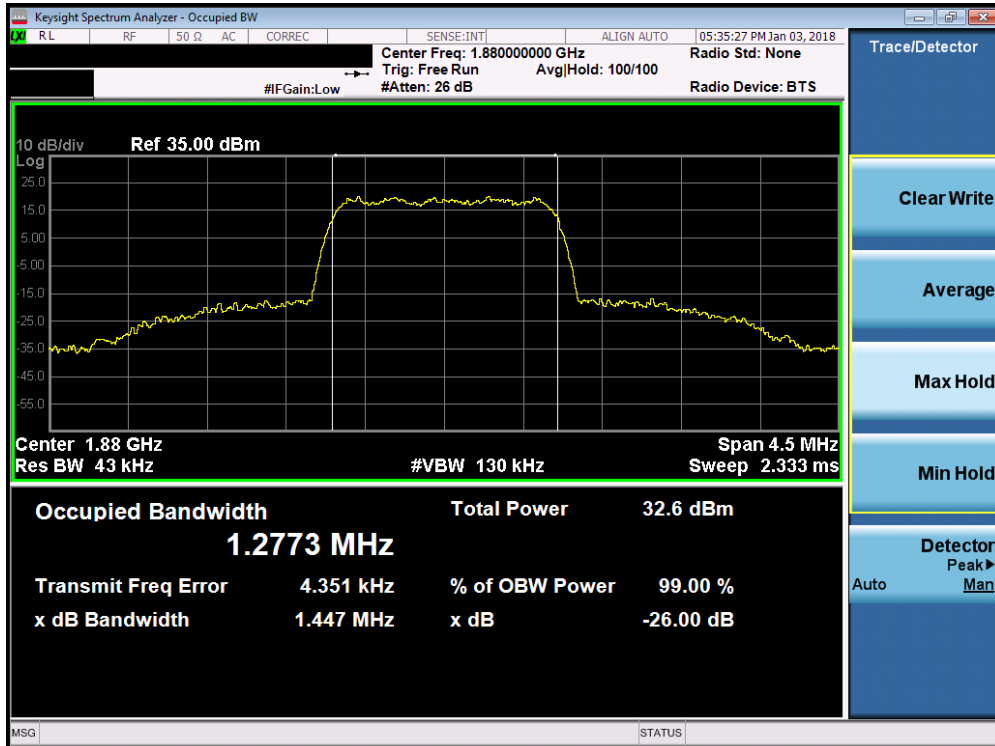 Keysight Spectrum Analyzer - Occupied BW
LXI RL RF 50 Ω AC CORREC SENSE:INT ALIGN AUTO 05:35:27 PM Jan 03, 2018
Center Freq: 1.880000000 GHz Radio Std: None
Trig: Free Run Avg|Hold: 100/100
#IFGain:Low #Atten: 26 dB Radio Device: BTS
10 dB/div Ref 35.00 dBm
Log
25.0
15.0
5.00
-5.00
-15.0
-25.0
-35.0
-45.0
-55.0
Center 1.88 GHz Span 4.5 MHz
Res BW 43 kHz #VBW 130 kHz Sweep 2.333 ms
Occupied Bandwidth Total Power 32.6 dBm
1.2773 MHz
Transmit Freq Error 4.351 kHz % of OBW Power 99.00 %
x dB Bandwidth 1.447 MHz x dB -26.00 dB
MSG STATUS
Trace/Detector
Clear Write
Average
Max Hold
Min Hold
Detector
Peak▶
Auto Man